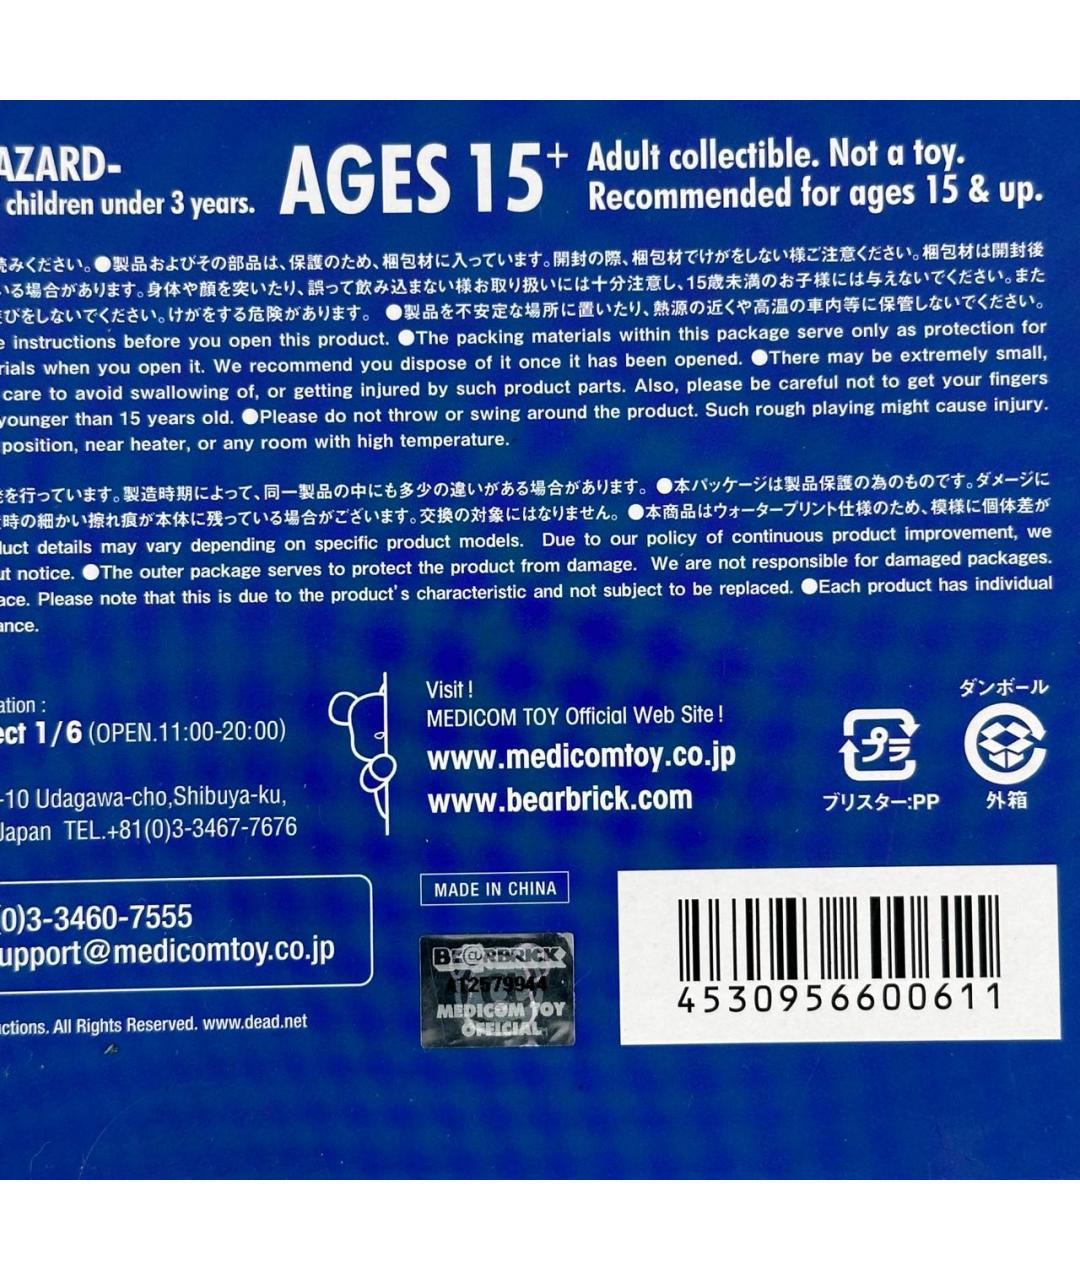 AZARD-
children under 3 years.
AGES 15+
Adult collectible. Not a toy.
Recommended for ages 15 & up.
読みください。●製品およびその部品は、保護のため、梱包材に入っています。開封の際、梱包材でけがをしない様ご注意ください。梱包材は開封後
いる場合があります。身体や顔を突いたり、誤って飲み込まない様お取り扱いには十分注意し、15歳未満のお子様には与えないでください。また
びをしないでください。けがをする危険があります。 ●製品を不安定な場所に置いたり、熱源の近くや高温の車内等に保管しないでください。
e instructions before you open this product. ●The packing materials within this package serve only as protection for
rials when you open it. We recommend you dispose of it once it has been opened. ●There may be extremely small,
care to avoid swallowing of, or getting injured by such product parts. Also, please be careful not to get your fingers
younger than 15 years old. ●Please do not throw or swing around the product. Such rough playing might cause injury.
position, near heater, or any room with high temperature.
を行っています。製造時期によって、同一製品の中にも多少の違いがある場合があります。 ●本パッケージは製品保護の為のものです。ダメージに
時の細かい擦れ痕が本体に残っている場合がございます。交換の対象にはなりません。 ●本商品はウォータープリント仕様のため、模様に個体差が
uct details may vary depending on specific product models. Due to our policy of continuous product improvement, we
ut notice. ●The outer package serves to protect the product from damage. We are not responsible for damaged packages.
ace. Please note that this is due to the product's characteristic and not subject to be replaced. ●Each product has individual
ance.
ation :
ect 1/6 (OPEN.11:00-20:00)
-10 Udagawa-cho,Shibuya-ku,
Japan TEL.+81(0)3-3467-7676
Visit !
MEDICOM TOY Official Web Site !
www.medicomtoy.co.jp
www.bearbrick.com
プラ
ブリスター:PP
ダンボール
外箱
(0)3-3460-7555
upport@medicomtoy.co.jp
ctions. All Rights Reserved. www.dead.net
MADE IN CHINA
BE@RBRICK
AT2579944
MEDICOM TOY
OFFICIAL
4530956600611